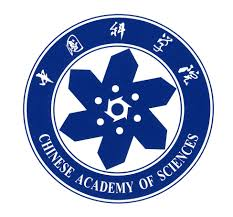 中国科学院
CHINESE ACADEMY OF SCIENCES